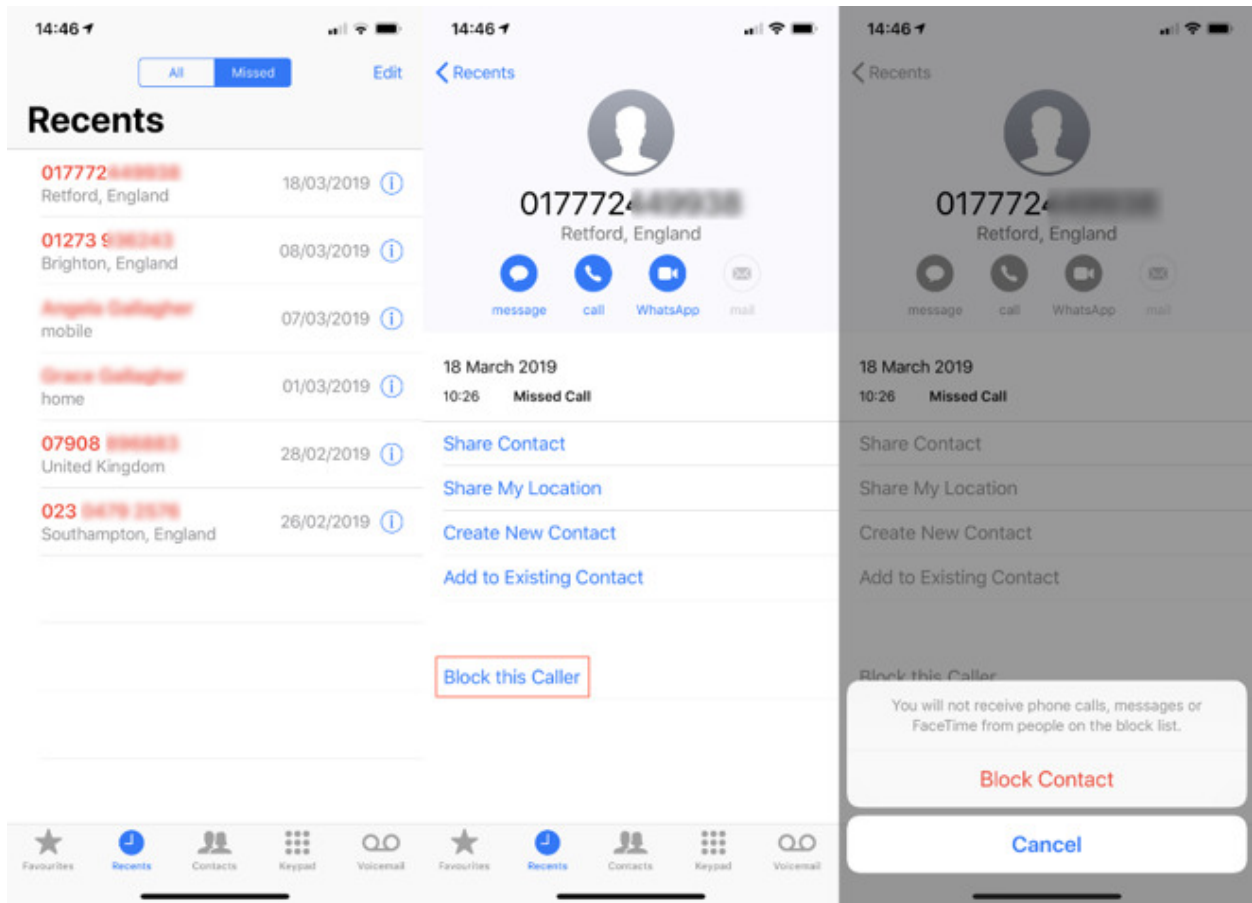 14:46
All Missed Edit
Recents
017772
Retford, England
18/03/2019
01273 9
Brighton, England
08/03/2019
mobile
07/03/2019
home
01/03/2019
07908
United Kingdom
28/02/2019
023
Southampton, England
26/02/2019
Favourites Recents Contacts Keypad Voicemail
14:46
Recents
017772
Retford, England
message call WhatsApp mail
18 March 2019
10:26 Missed Call
Share Contact
Share My Location
Create New Contact
Add to Existing Contact
Block this Caller
Favourites Recents Contacts Keypad Voicemail
14:46
Recents
017772
Retford, England
message call WhatsApp mail
18 March 2019
10:26 Missed Call
Share Contact
Share My Location
Create New Contact
Add to Existing Contact
Block this Caller
You will not receive phone calls, messages or
FaceTime from people on the block list.
Block Contact
Cancel